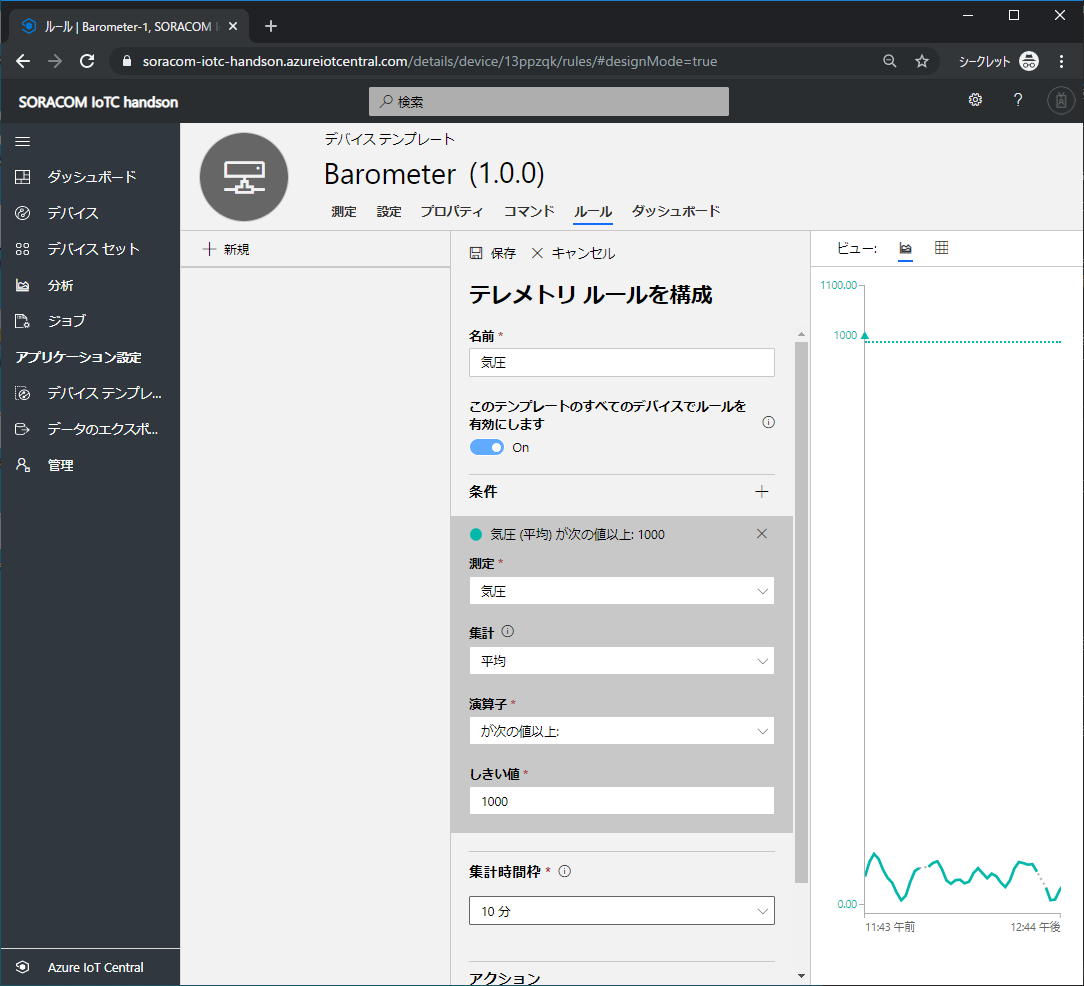 ルール | Barometer-1, SORACOM
soracom-iotc-handson.azureiotcentral.com/details/device/13ppzqk/rules/#designMode=true
シークレット
SORACOM IoTC handson
検索
?
ダッシュボード
デバイス
デバイス セット
分析
ジョブ
アプリケーション設定
デバイス テンプレ...
データのエクスポ...
管理
Azure IoT Central
デバイス テンプレート
Barometer (1.0.0)
測定 設定 プロパティ コマンド ルール ダッシュボード
新規
保存 キャンセル
テレメトリ ルールを構成
名前 *
気圧
このテンプレートのすべてのデバイスでルールを
有効にします
On
条件
気圧 (平均) が次の値以上: 1000
測定 *
気圧
集計
平均
演算子 *
が次の値以上:
しきい値 *
1000
集計時間枠 *
10 分
アクション
ビュー:
1100.00
1000
0.00
11:43 午前 12:44 午後